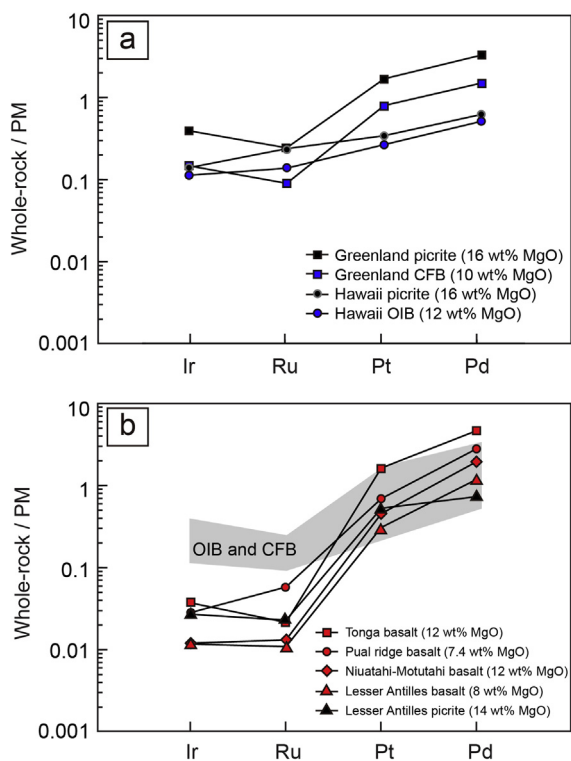 a
Whole-rock / PM
10
1
0.1
0.01
0.001
Greenland picrite (16 wt% MgO)
Greenland CFB (10 wt% MgO)
Hawaii picrite (16 wt% MgO)
Hawaii OIB (12 wt% MgO)
Ir Ru Pt Pd
b
Whole-rock / PM
10
1
0.1
0.01
0.001
OIB and CFB
Tonga basalt (12 wt% MgO)
Pual ridge basalt (7.4 wt% MgO)
Niuatahi-Motutahi basalt (12 wt% MgO)
Lesser Antilles basalt (8 wt% MgO)
Lesser Antilles picrite (14 wt% MgO)
Ir Ru Pt Pd